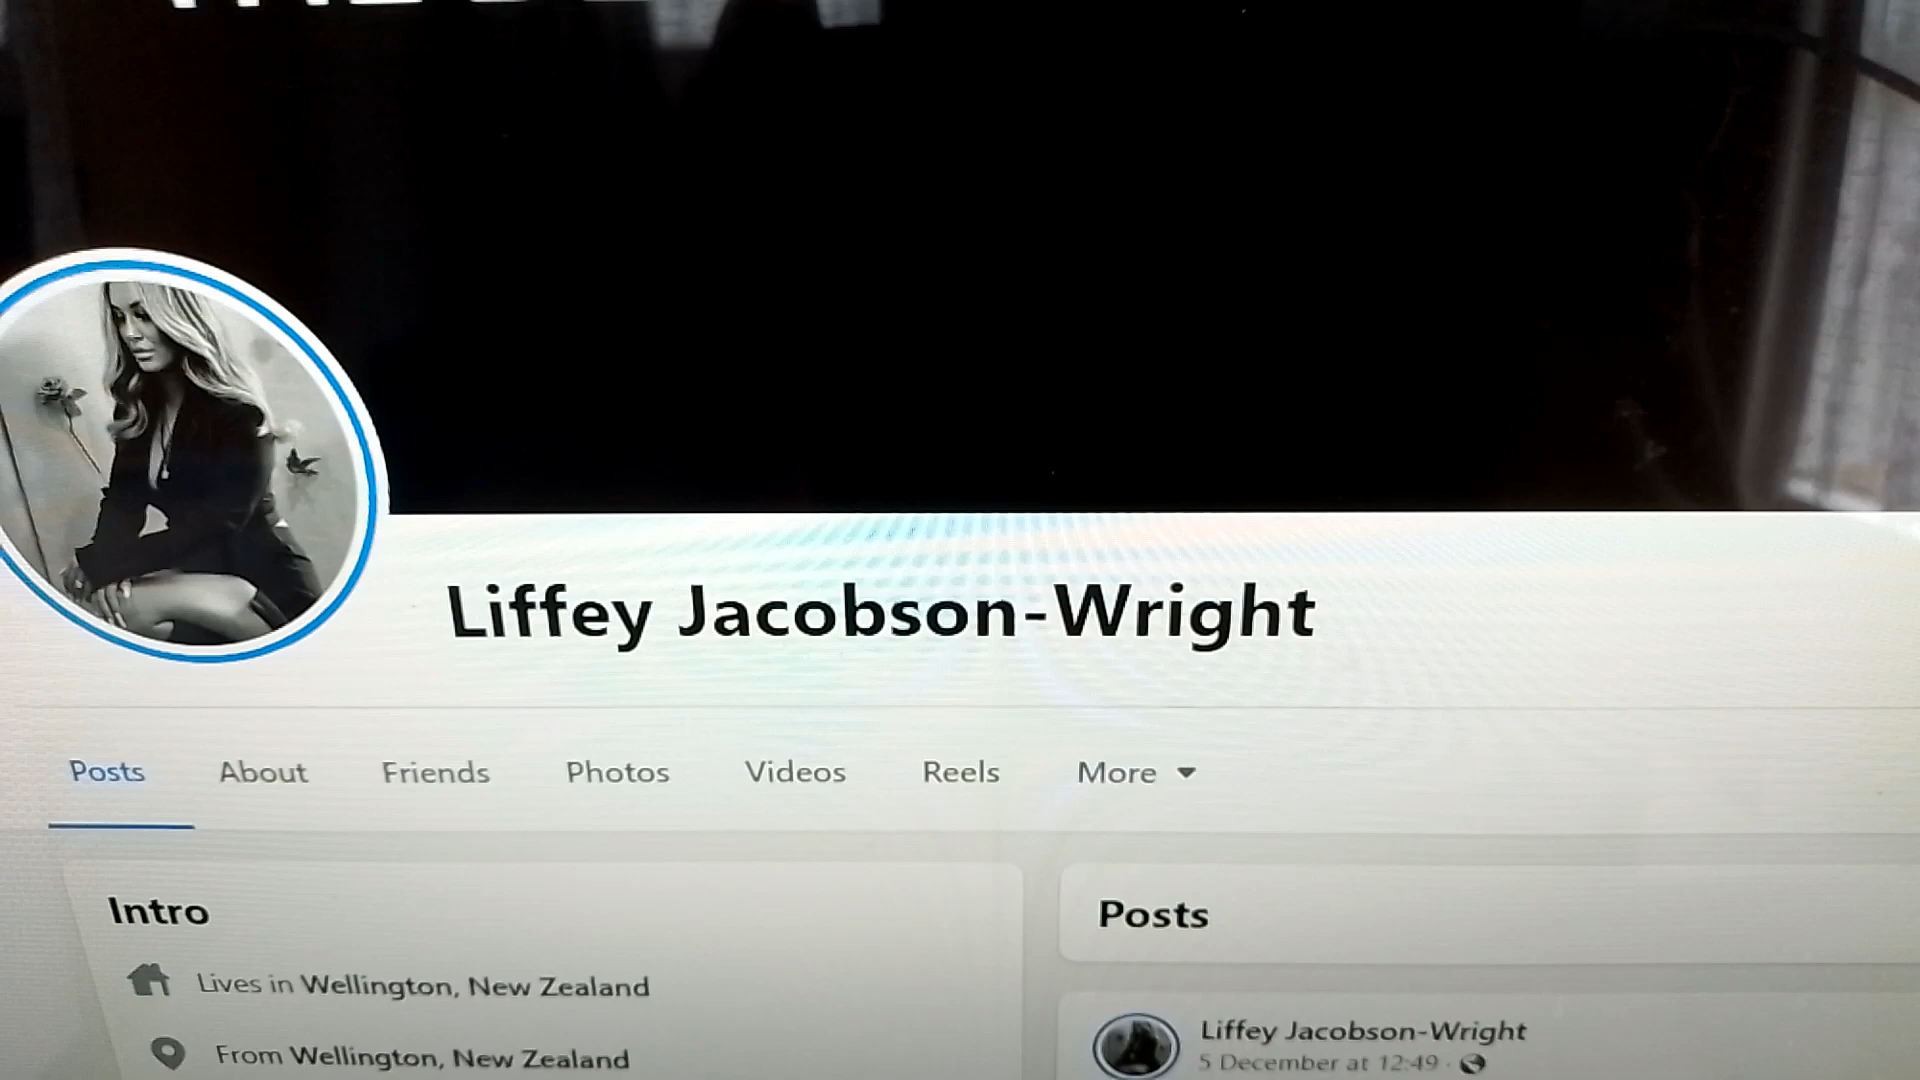 Liffey Jacobson-Wright
Posts About Friends Photos Videos Reels More
Intro
Lives in Wellington, New Zealand
From Wellington, New Zealand
Posts
Liffey Jacobson-Wright
5 December at 12:49 ·